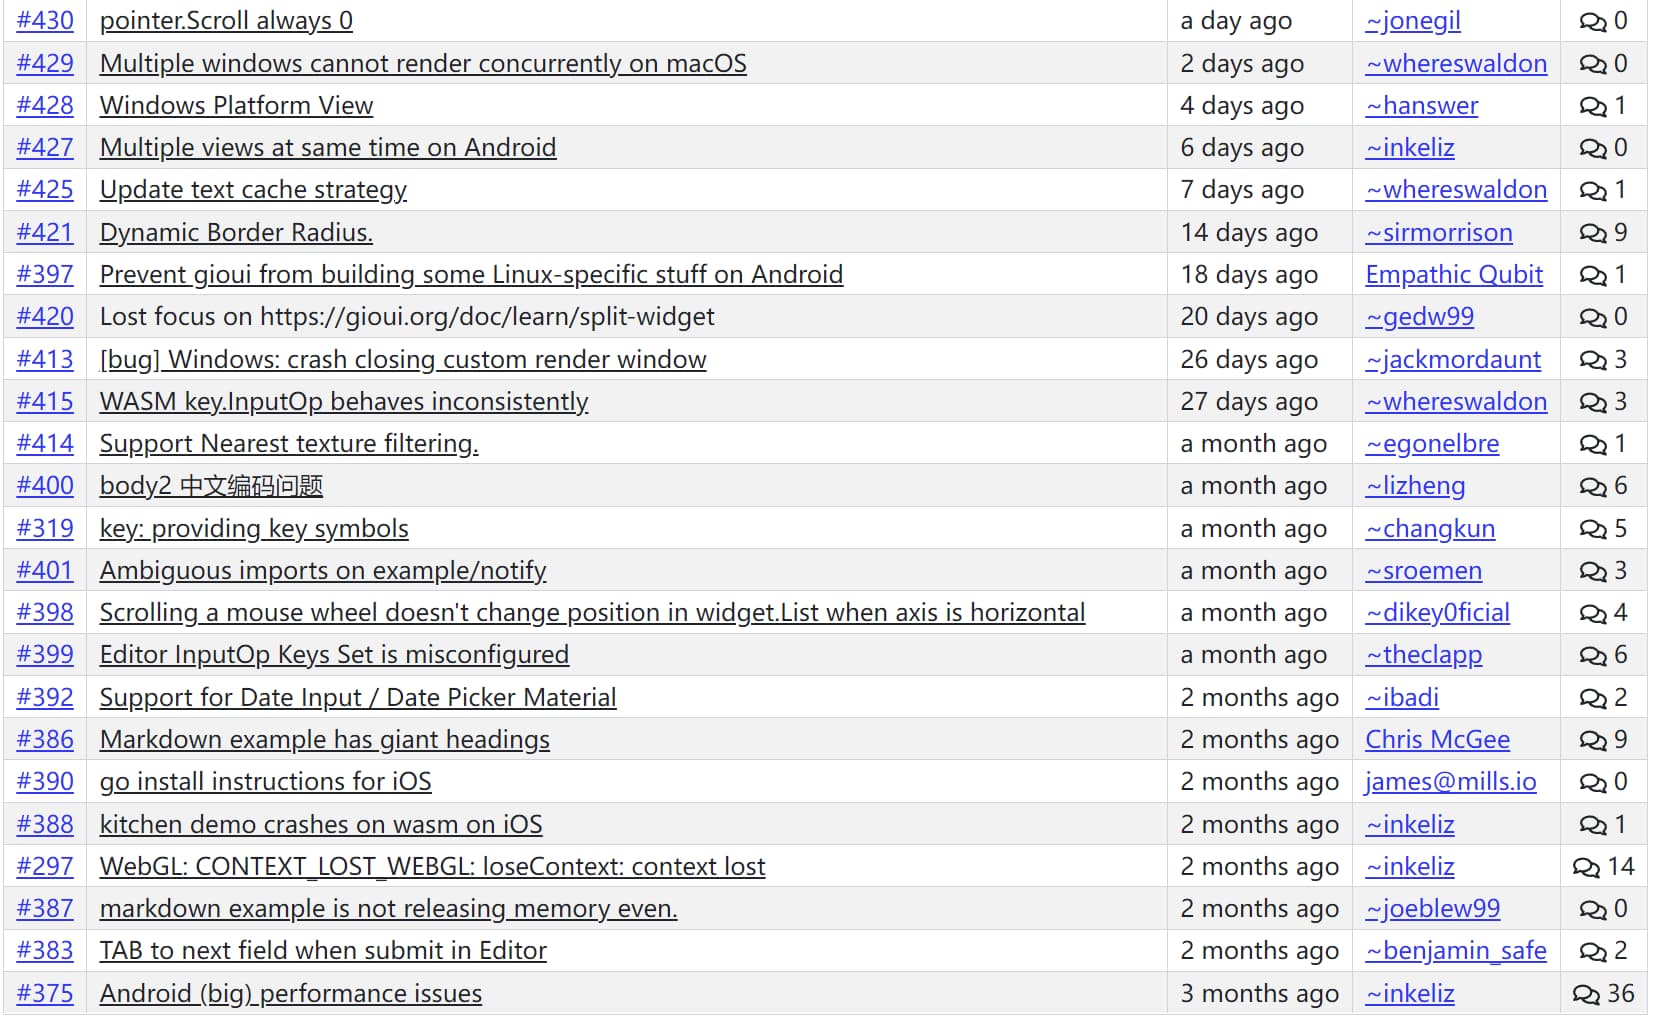 #430 pointer.Scroll always 0 a day ago ~jonegil 0
#429 Multiple windows cannot render concurrently on macOS 2 days ago ~whereswaldon 0
#428 Windows Platform View 4 days ago ~hanswer 1
#427 Multiple views at same time on Android 6 days ago ~inkeliz 0
#425 Update text cache strategy 7 days ago ~whereswaldon 1
#421 Dynamic Border Radius. 14 days ago ~sirmorrison 9
#397 Prevent gioui from building some Linux-specific stuff on Android 18 days ago Empathic Qubit 1
#420 Lost focus on https://gioui.org/doc/learn/split-widget 20 days ago ~gedw99 0
#413 [bug] Windows: crash closing custom render window 26 days ago ~jackmordaunt 3
#415 WASM key.InputOp behaves inconsistently 27 days ago ~whereswaldon 3
#414 Support Nearest texture filtering. a month ago ~egonelbre 1
#400 body2 中文编码问题 a month ago ~lizheng 6
#319 key: providing key symbols a month ago ~changkun 5
#401 Ambiguous imports on example/notify a month ago ~sroemen 3
#398 Scrolling a mouse wheel doesn't change position in widget.List when axis is horizontal a month ago ~dikey0ficial 4
#399 Editor InputOp Keys Set is misconfigured a month ago ~theclapp 6
#392 Support for Date Input / Date Picker Material 2 months ago ~ibadi 2
#386 Markdown example has giant headings 2 months ago Chris McGee 9
#390 go install instructions for iOS 2 months ago james@mills.io 0
#388 kitchen demo crashes on wasm on iOS 2 months ago ~inkeliz 1
#297 WebGL: CONTEXT_LOST_WEBGL: loseContext: context lost 2 months ago ~inkeliz 14
#387 markdown example is not releasing memory even. 2 months ago ~joeblew99 0
#383 TAB to next field when submit in Editor 2 months ago ~benjamin_safe 2
#375 Android (big) performance issues 3 months ago ~inkeliz 36